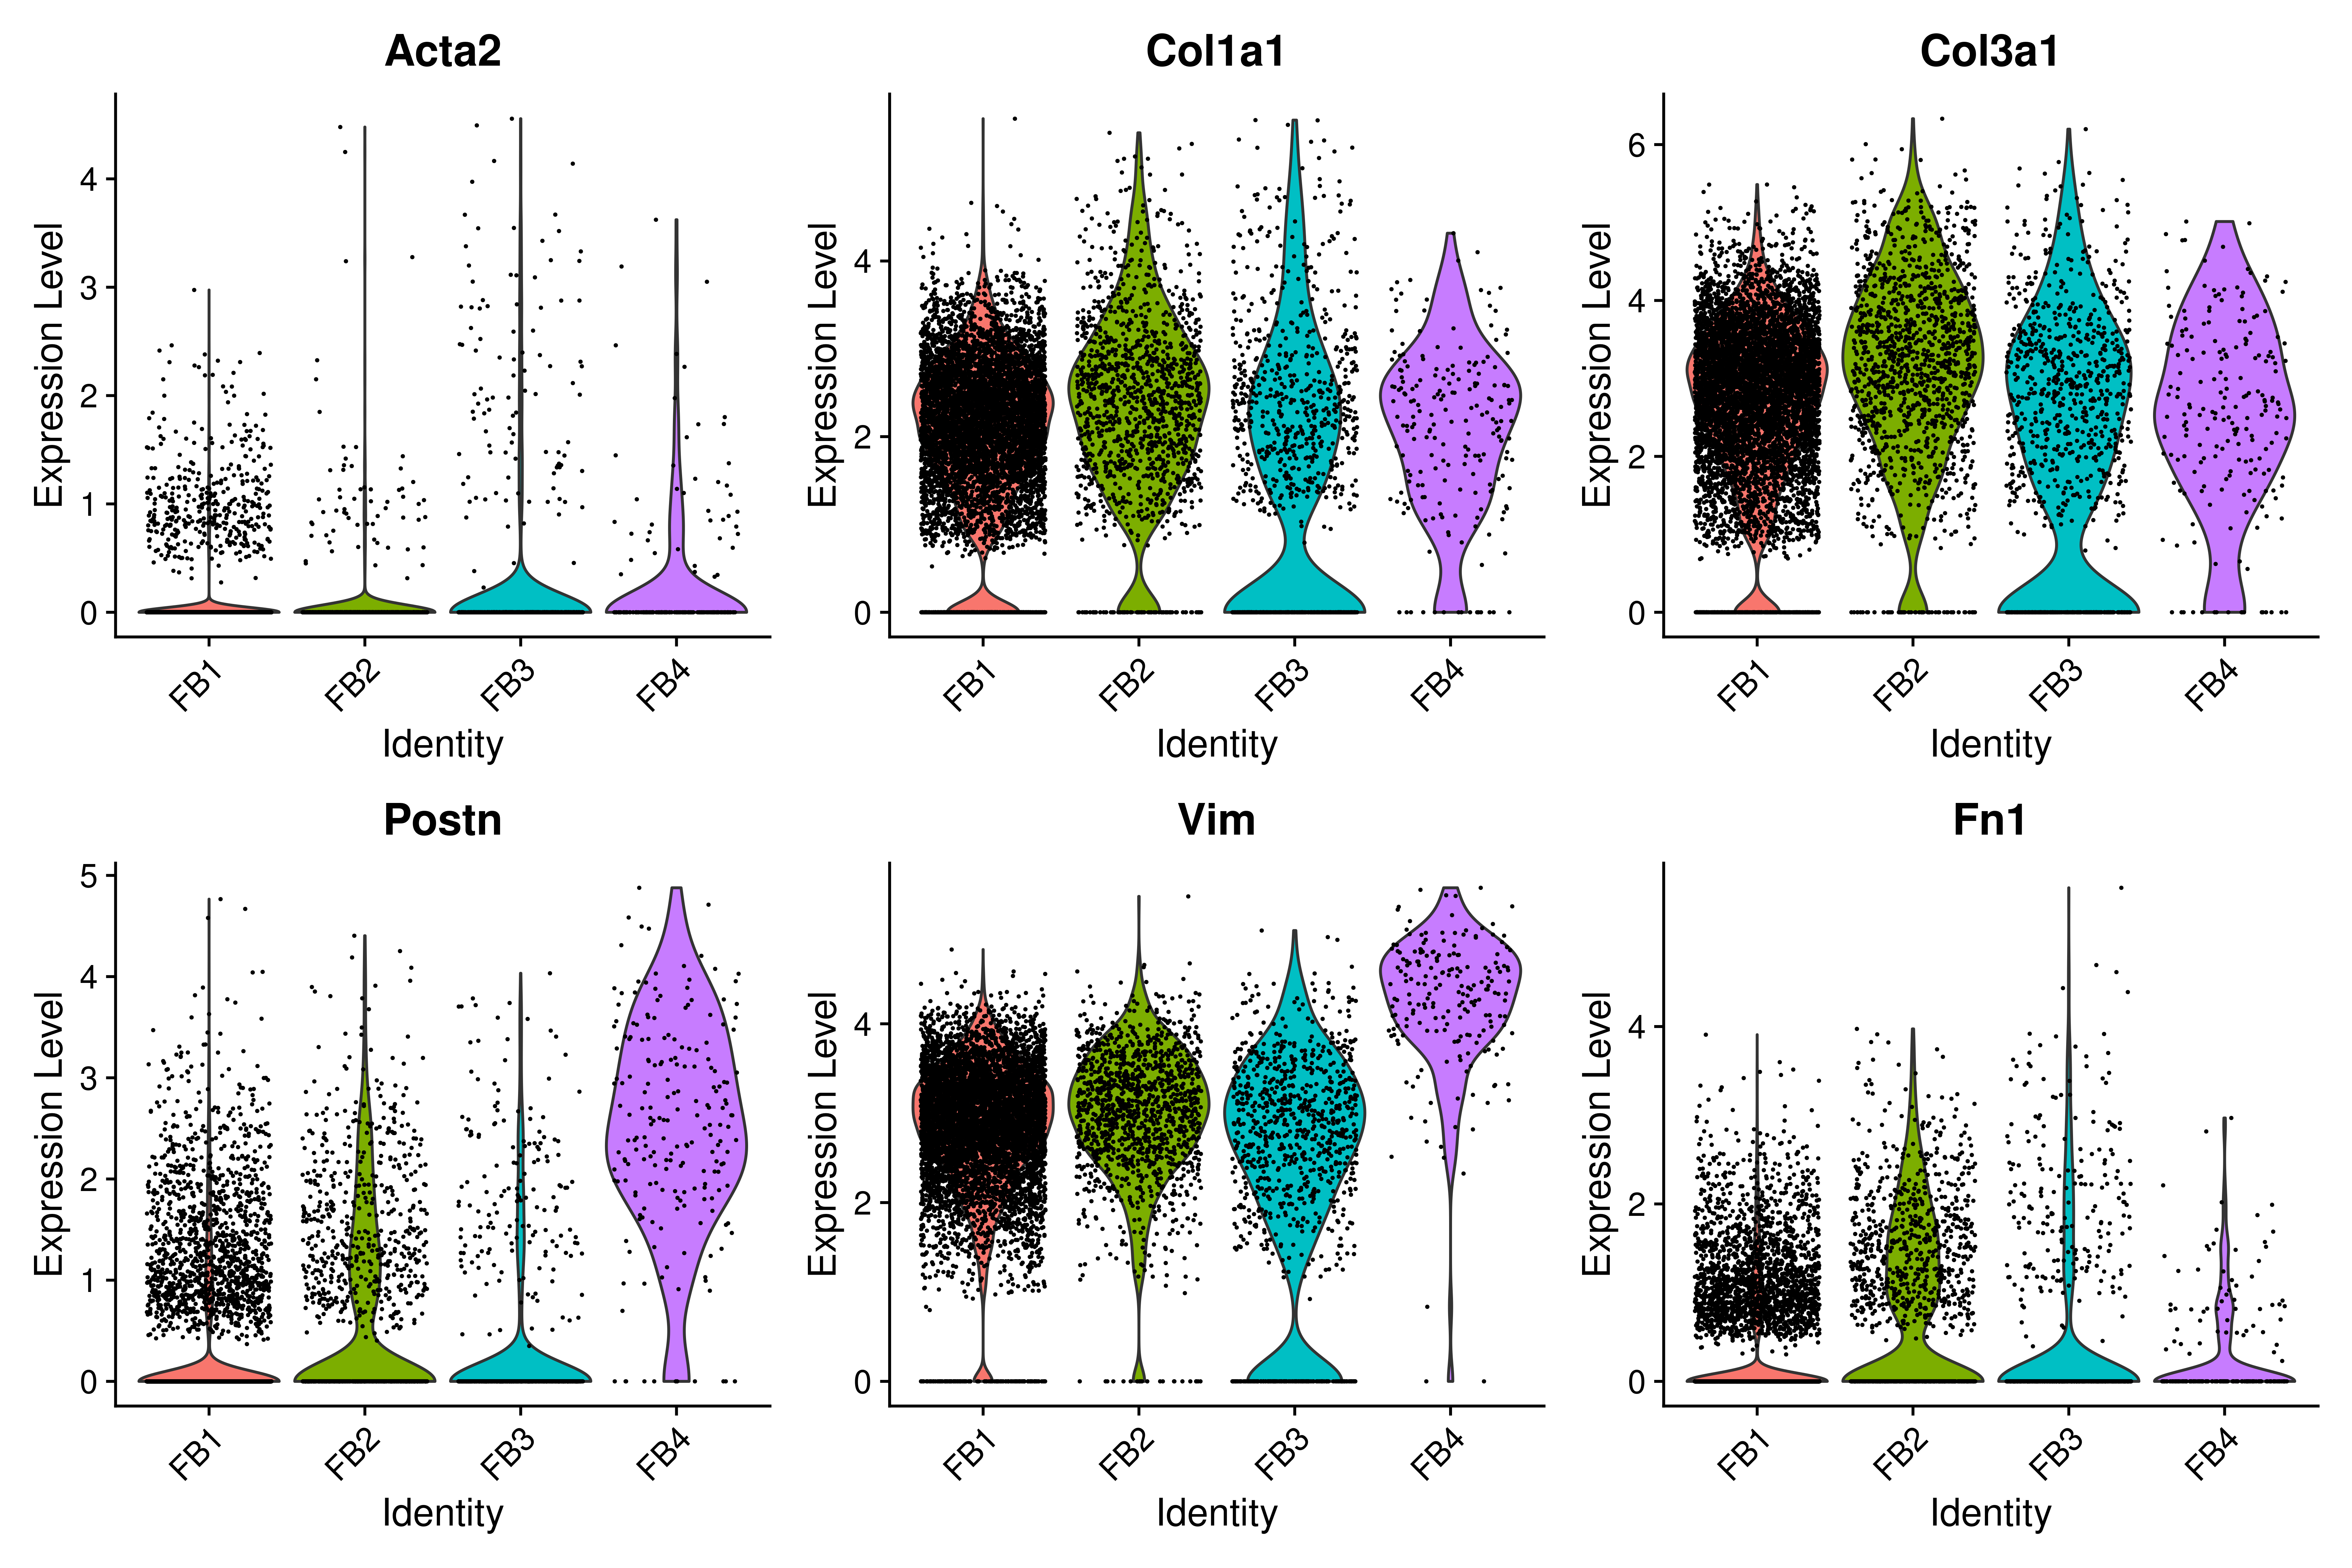 Acta2
Expression Level
4
3
2
1
0
FB1 FB2 FB3 FB4
Identity
Col1a1
Expression Level
4
2
0
FB1 FB2 FB3 FB4
Identity
Col3a1
Expression Level
6
4
2
0
FB1 FB2 FB3 FB4
Identity
Postn
Expression Level
5
4
3
2
1
0
FB1 FB2 FB3 FB4
Identity
Vim
Expression Level
4
2
0
FB1 FB2 FB3 FB4
Identity
Fn1
Expression Level
4
2
0
FB1 FB2 FB3 FB4
Identity